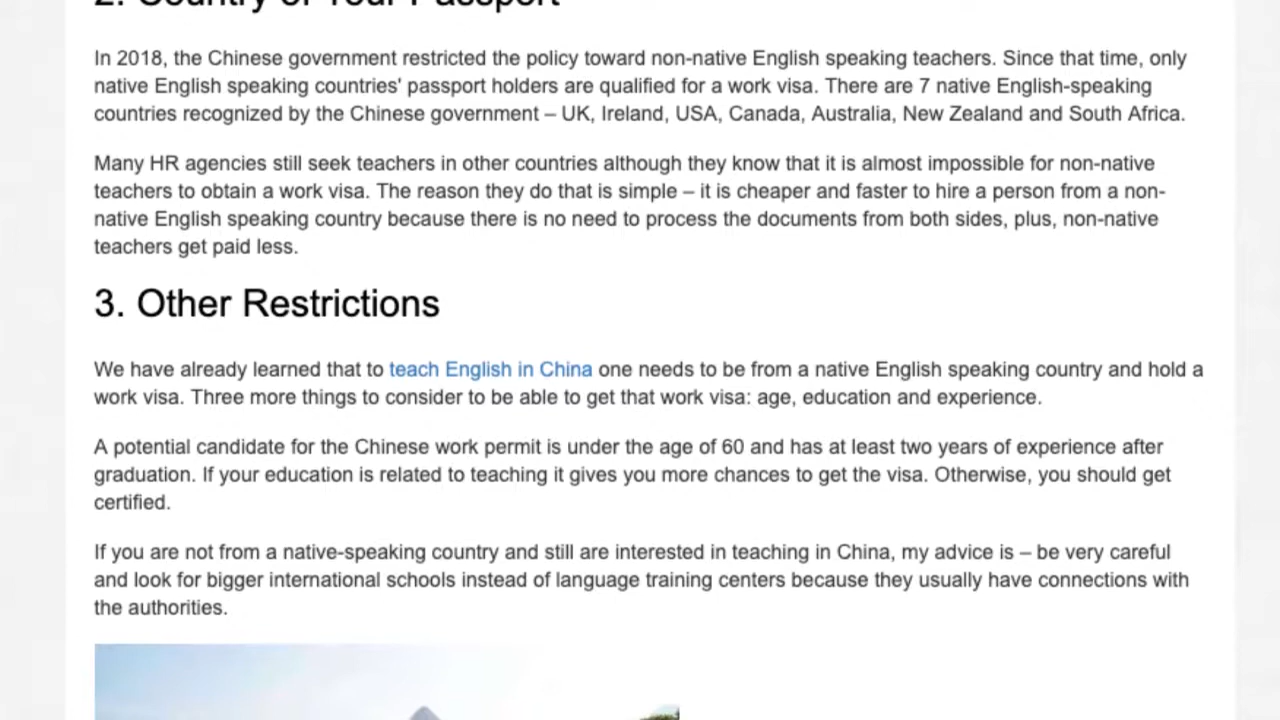 2. Country of Your Passport
In 2018, the Chinese government restricted the policy toward non-native English speaking teachers. Since that time, only
native English speaking countries' passport holders are qualified for a work visa. There are 7 native English-speaking
countries recognized by the Chinese government – UK, Ireland, USA, Canada, Australia, New Zealand and South Africa.
Many HR agencies still seek teachers in other countries although they know that it is almost impossible for non-native
teachers to obtain a work visa. The reason they do that is simple – it is cheaper and faster to hire a person from a non-
native English speaking country because there is no need to process the documents from both sides, plus, non-native
teachers get paid less.
3. Other Restrictions
We have already learned that to teach English in China one needs to be from a native English speaking country and hold a
work visa. Three more things to consider to be able to get that work visa: age, education and experience.
A potential candidate for the Chinese work permit is under the age of 60 and has at least two years of experience after
graduation. If your education is related to teaching it gives you more chances to get the visa. Otherwise, you should get
certified.
If you are not from a native-speaking country and still are interested in teaching in China, my advice is – be very careful
and look for bigger international schools instead of language training centers because they usually have connections with
the authorities.